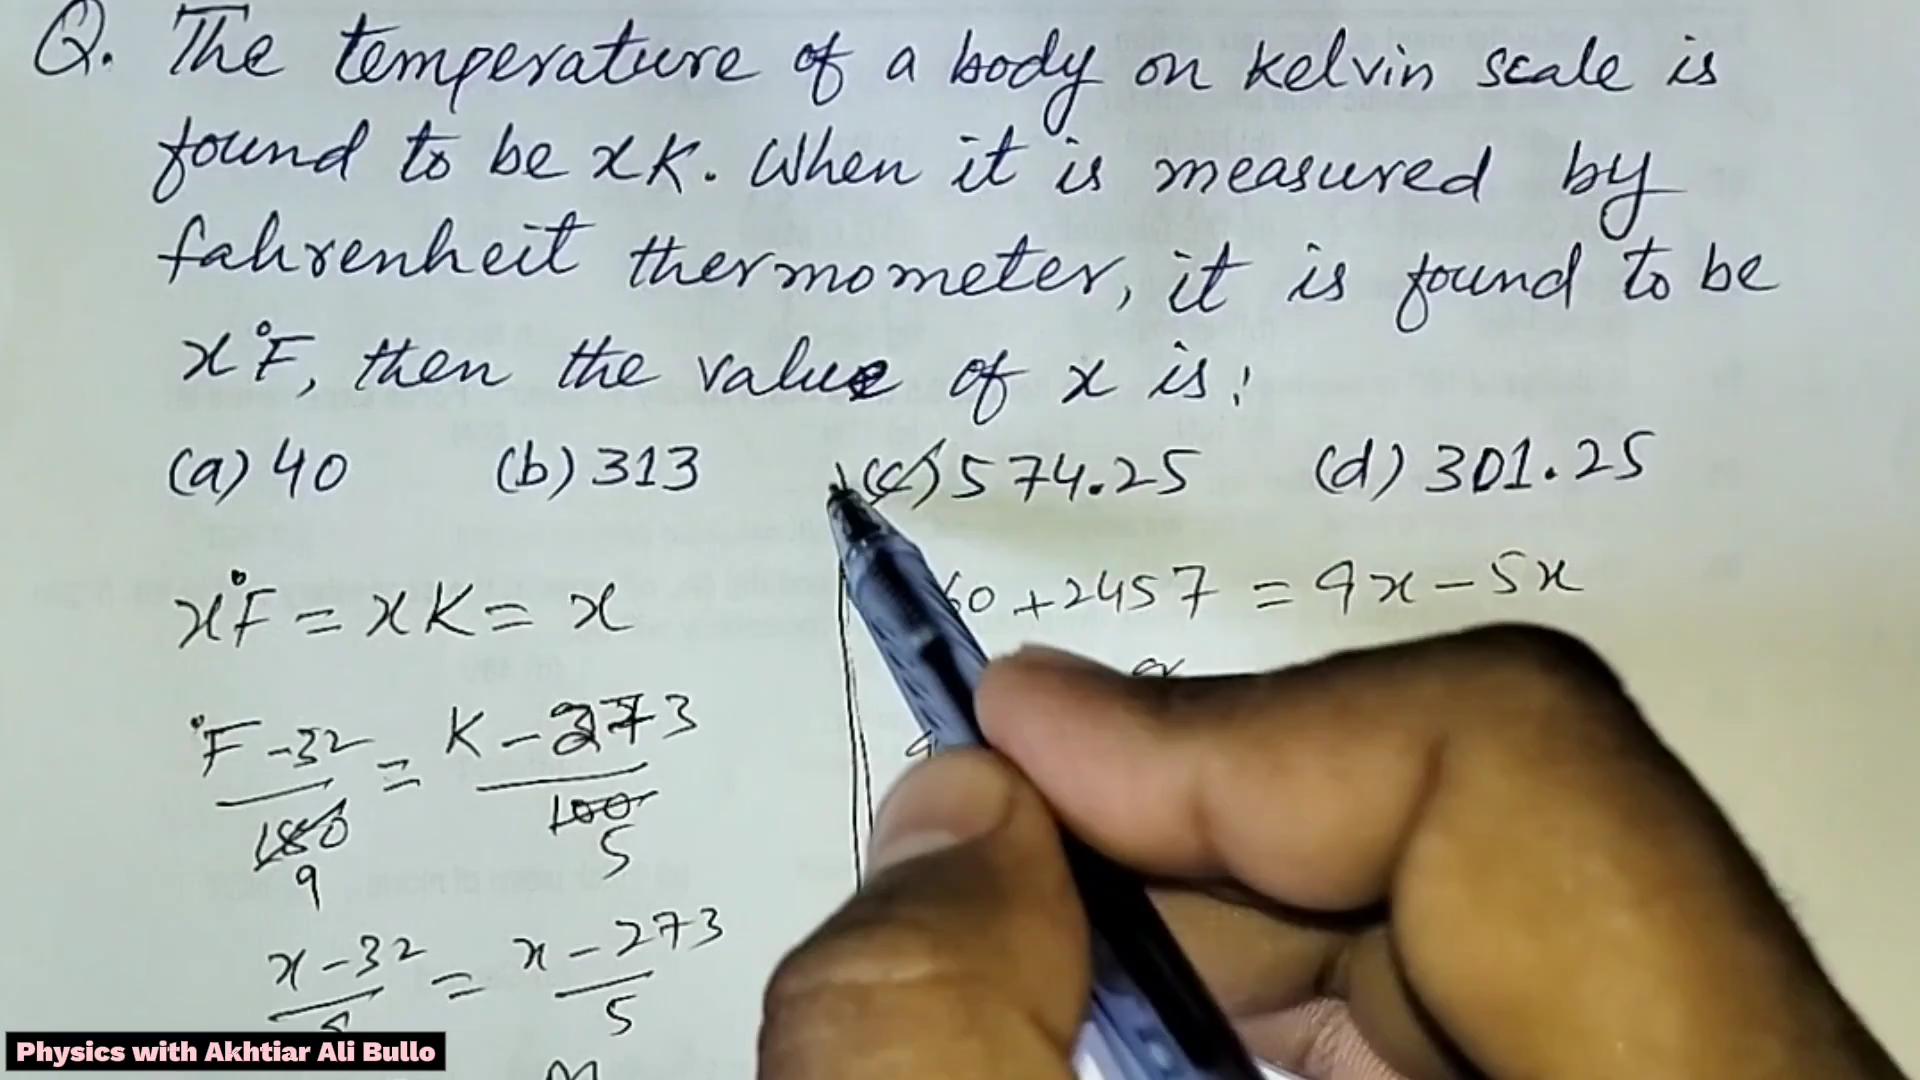 Q. The temperature of a body on kelvin scale is
found to be xK. When it is measured by
fahrenheit thermometer, it is found to be
x°F, then the value of x is:
(a) 40 (b) 313 (c) 574.25 (d) 301.25
x°F = xK = x
°F - 32 = K - 273
180 100
9 5
x - 32 = x - 273
5
60 + 2457 = 9x - 5x
Physics with Akhtiar Ali Bullo